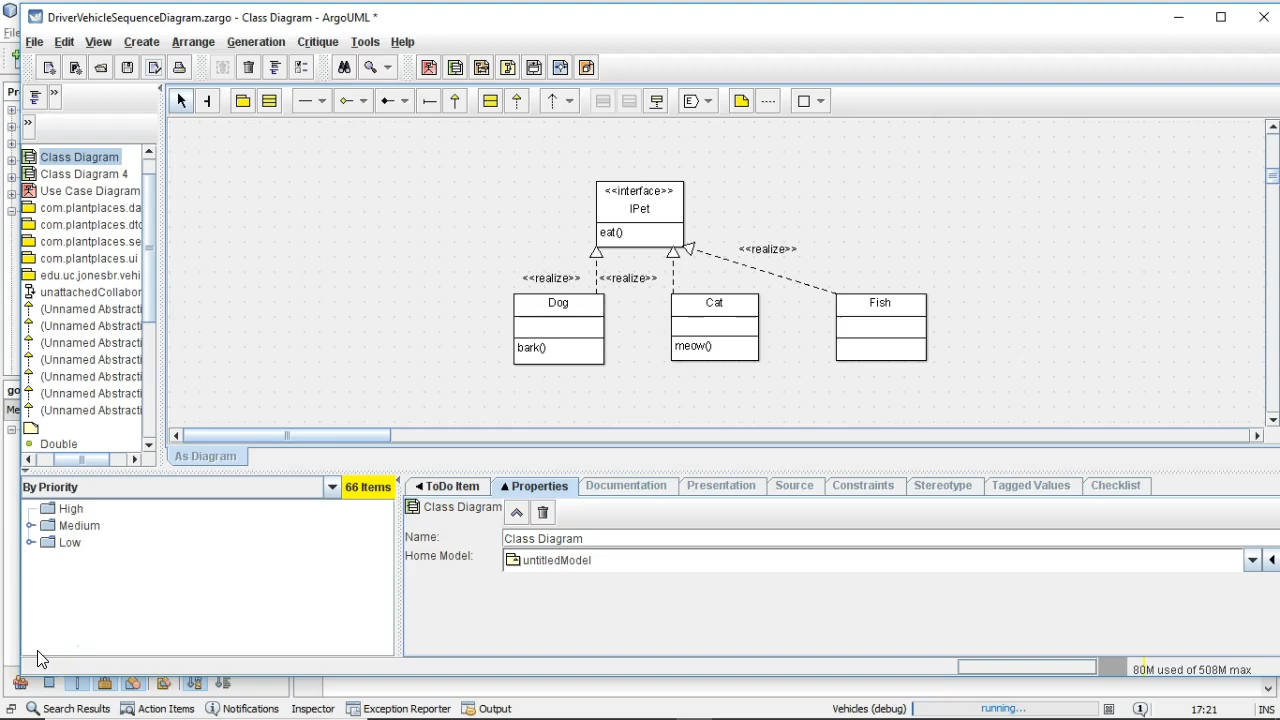 DriverVehicleSequenceDiagram.zargo - Class Diagram - ArgoUML *
File Edit View Create Arrange Generation Critique Tools Help
»
»
Class Diagram
Class Diagram 4
Use Case Diagram
com.plantplaces.da
com.plantplaces.dto
com.plantplaces.se
com.plantplaces.ui
edu.uc.jonesbr.vehi
unattachedCollabor
(Unnamed Abstracti
(Unnamed Abstracti
(Unnamed Abstracti
(Unnamed Abstracti
(Unnamed Abstracti
(Unnamed Abstracti
(Unnamed Abstracti
Double
<<interface>>
IPet
eat()
<<realize>>
<<realize>> <<realize>>
Dog
bark()
Cat
meow()
Fish
As Diagram
By Priority
66 Items
High
Medium
Low
ToDo Item Properties Documentation Presentation Source Constraints Stereotype Tagged Values Checklist
Class Diagram
Name: Class Diagram
Home Model: untitledModel
80M used of 508M max
Search Results Action Items Notifications Inspector Exception Reporter Output Vehicles (debug) running... 17:21 INS